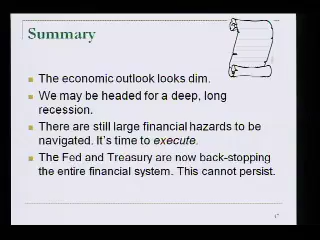 Summary
The economic outlook looks dim.
We may be headed for a deep, long
recession.
There are still large financial hazards to be
navigated. It's time to execute.
The Fed and Treasury are now back-stopping
the entire financial system. This cannot persist.